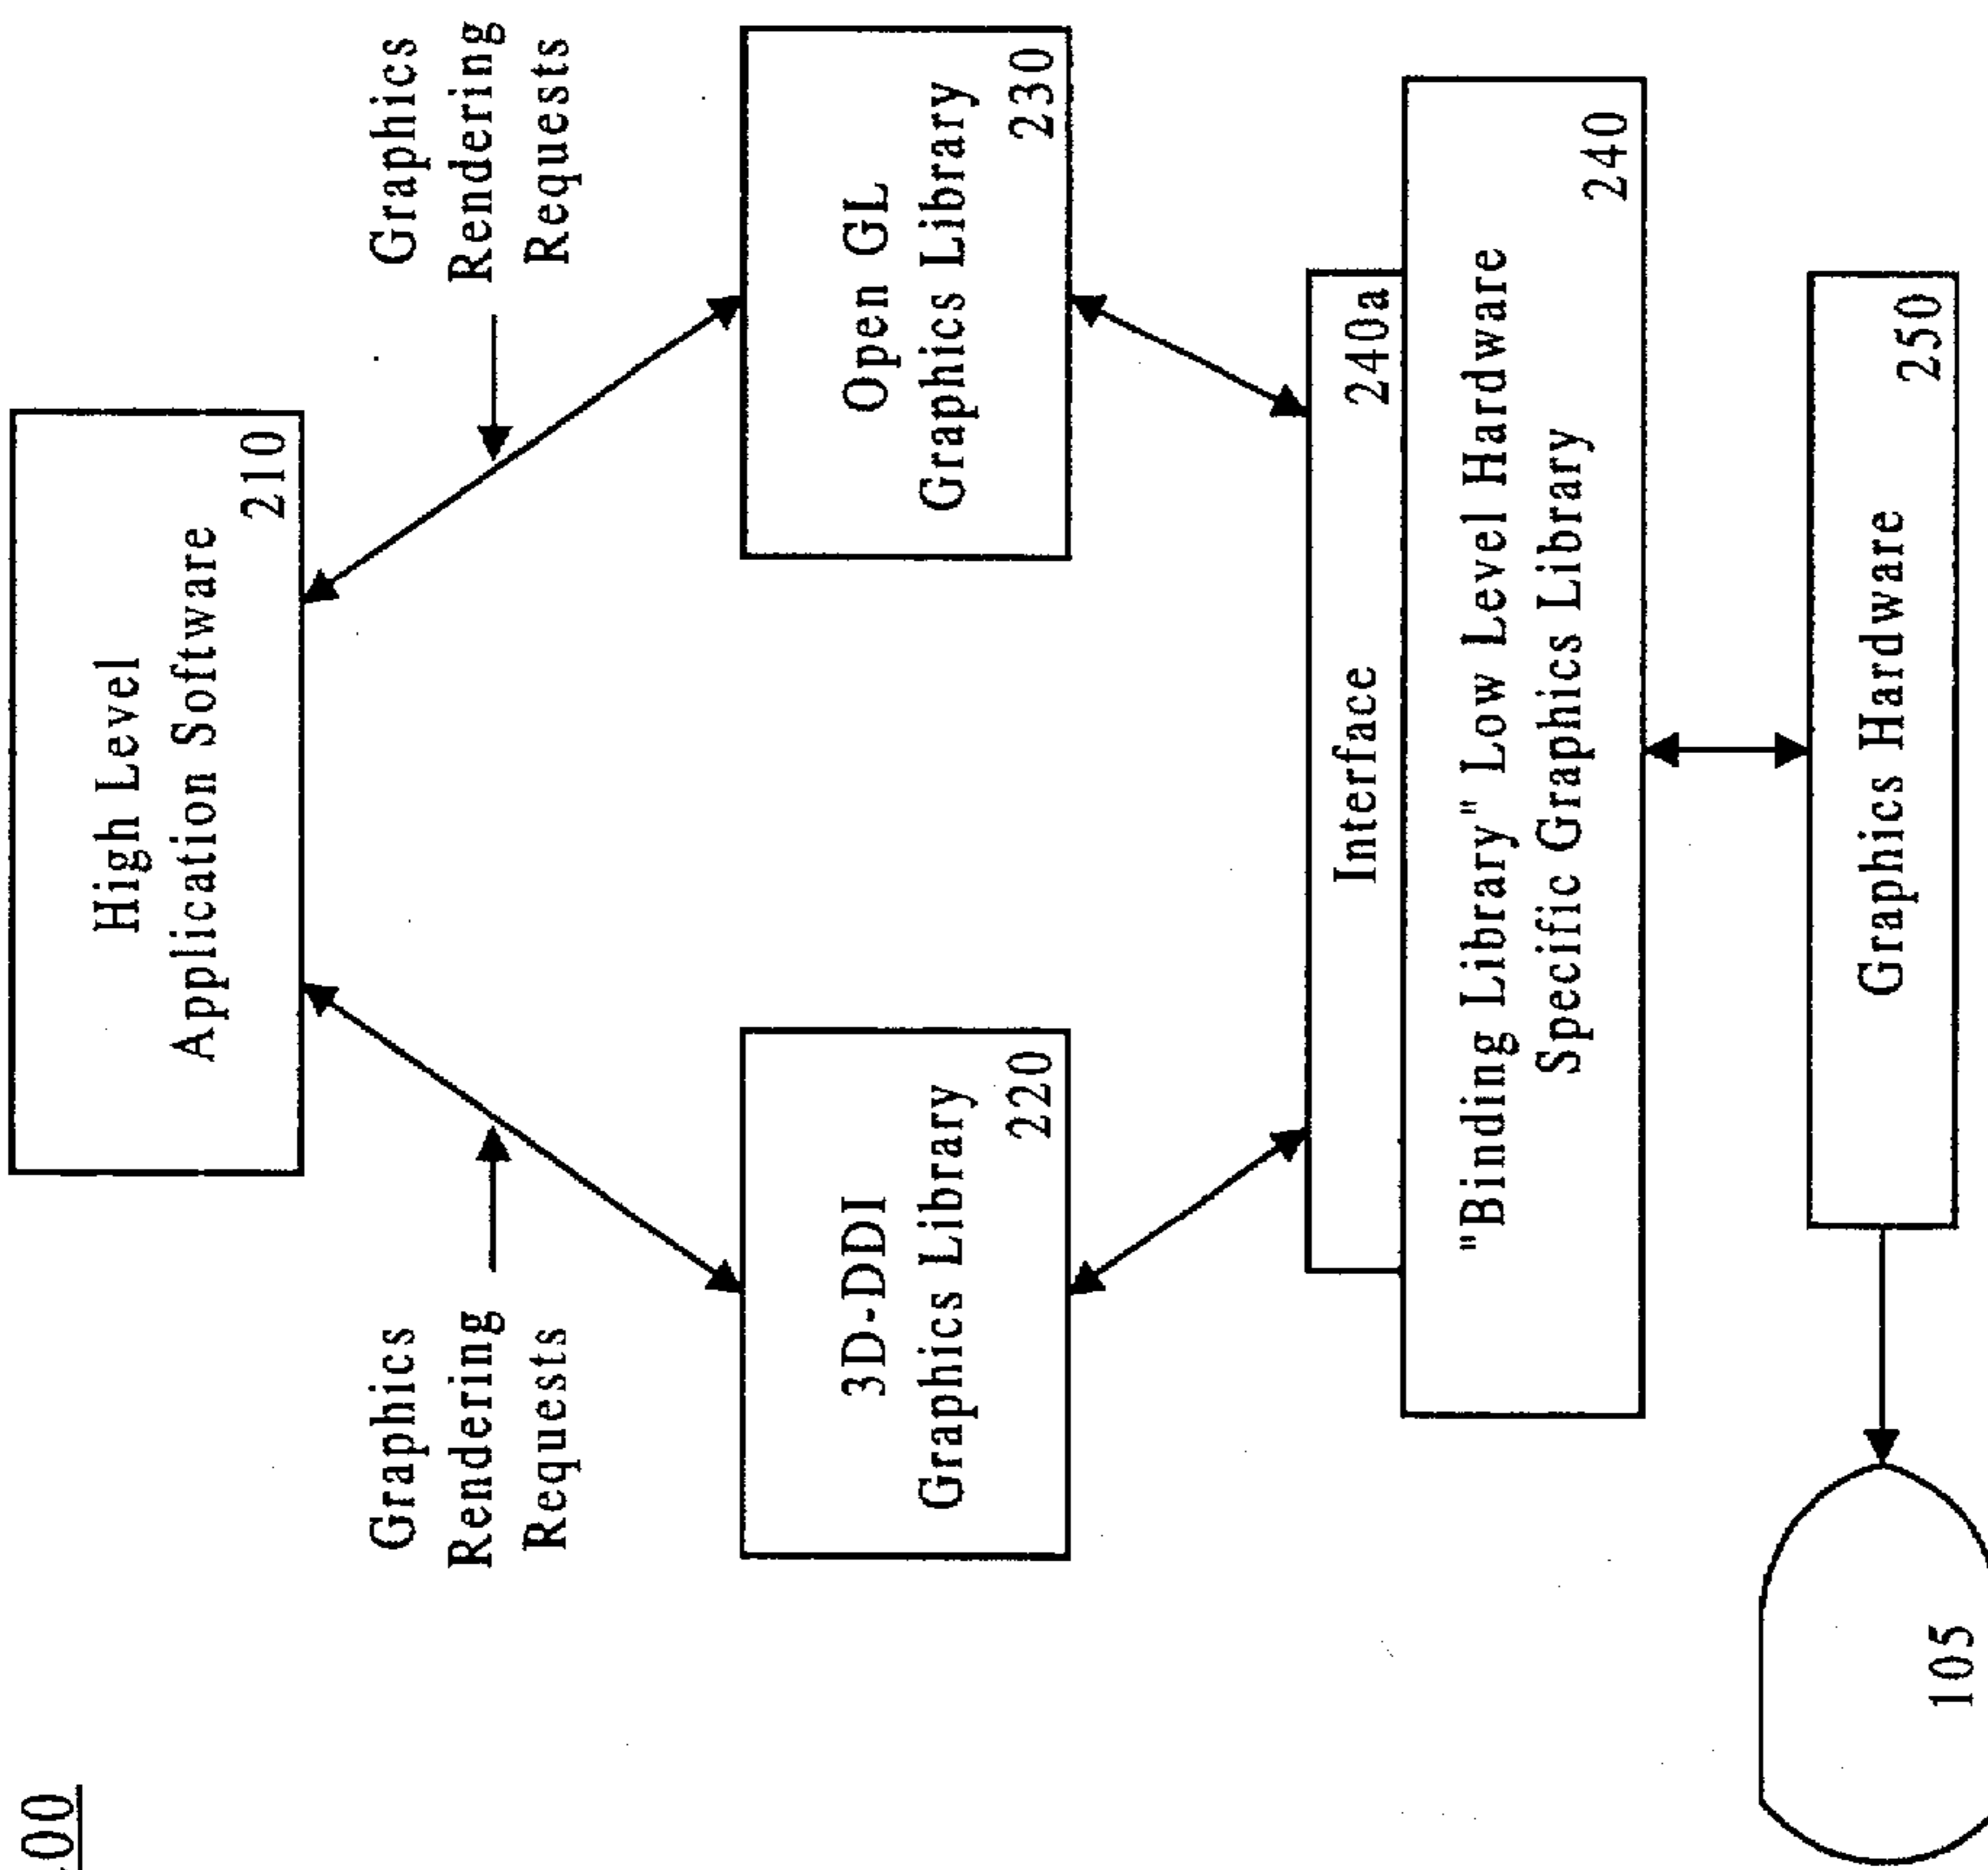 High Level
Application Software
210
Graphics
Rendering
Requests
Graphics
Rendering
Requests
3D-DDI
Graphics Library
220
Open GL
Graphics Library
230
Interface
240a
"Binding Library" Low Level Hardware
Specific Graphics Library
240
Graphics Hardware
250
105